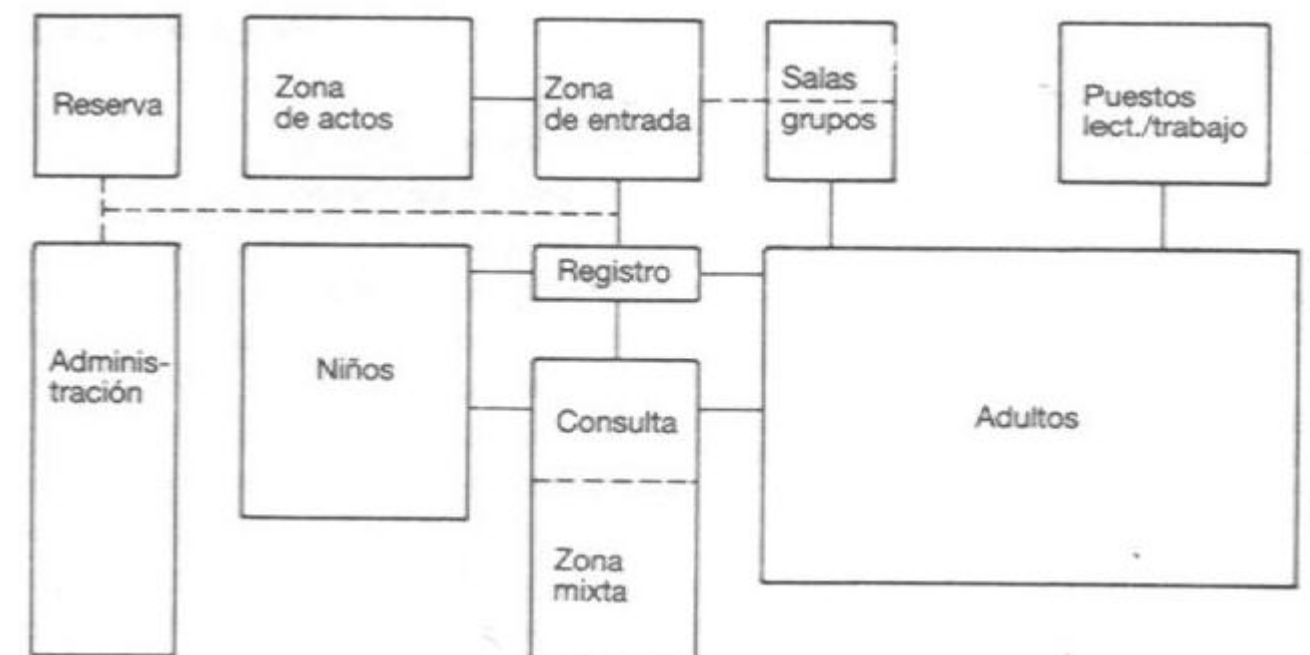 Reserva
Zona
de actos
Zona
de entrada
Salas
grupos
Puestos
lect./trabajo
Registro
Adminis-
tración
Niños
Consulta
Adultos
Zona
mixta